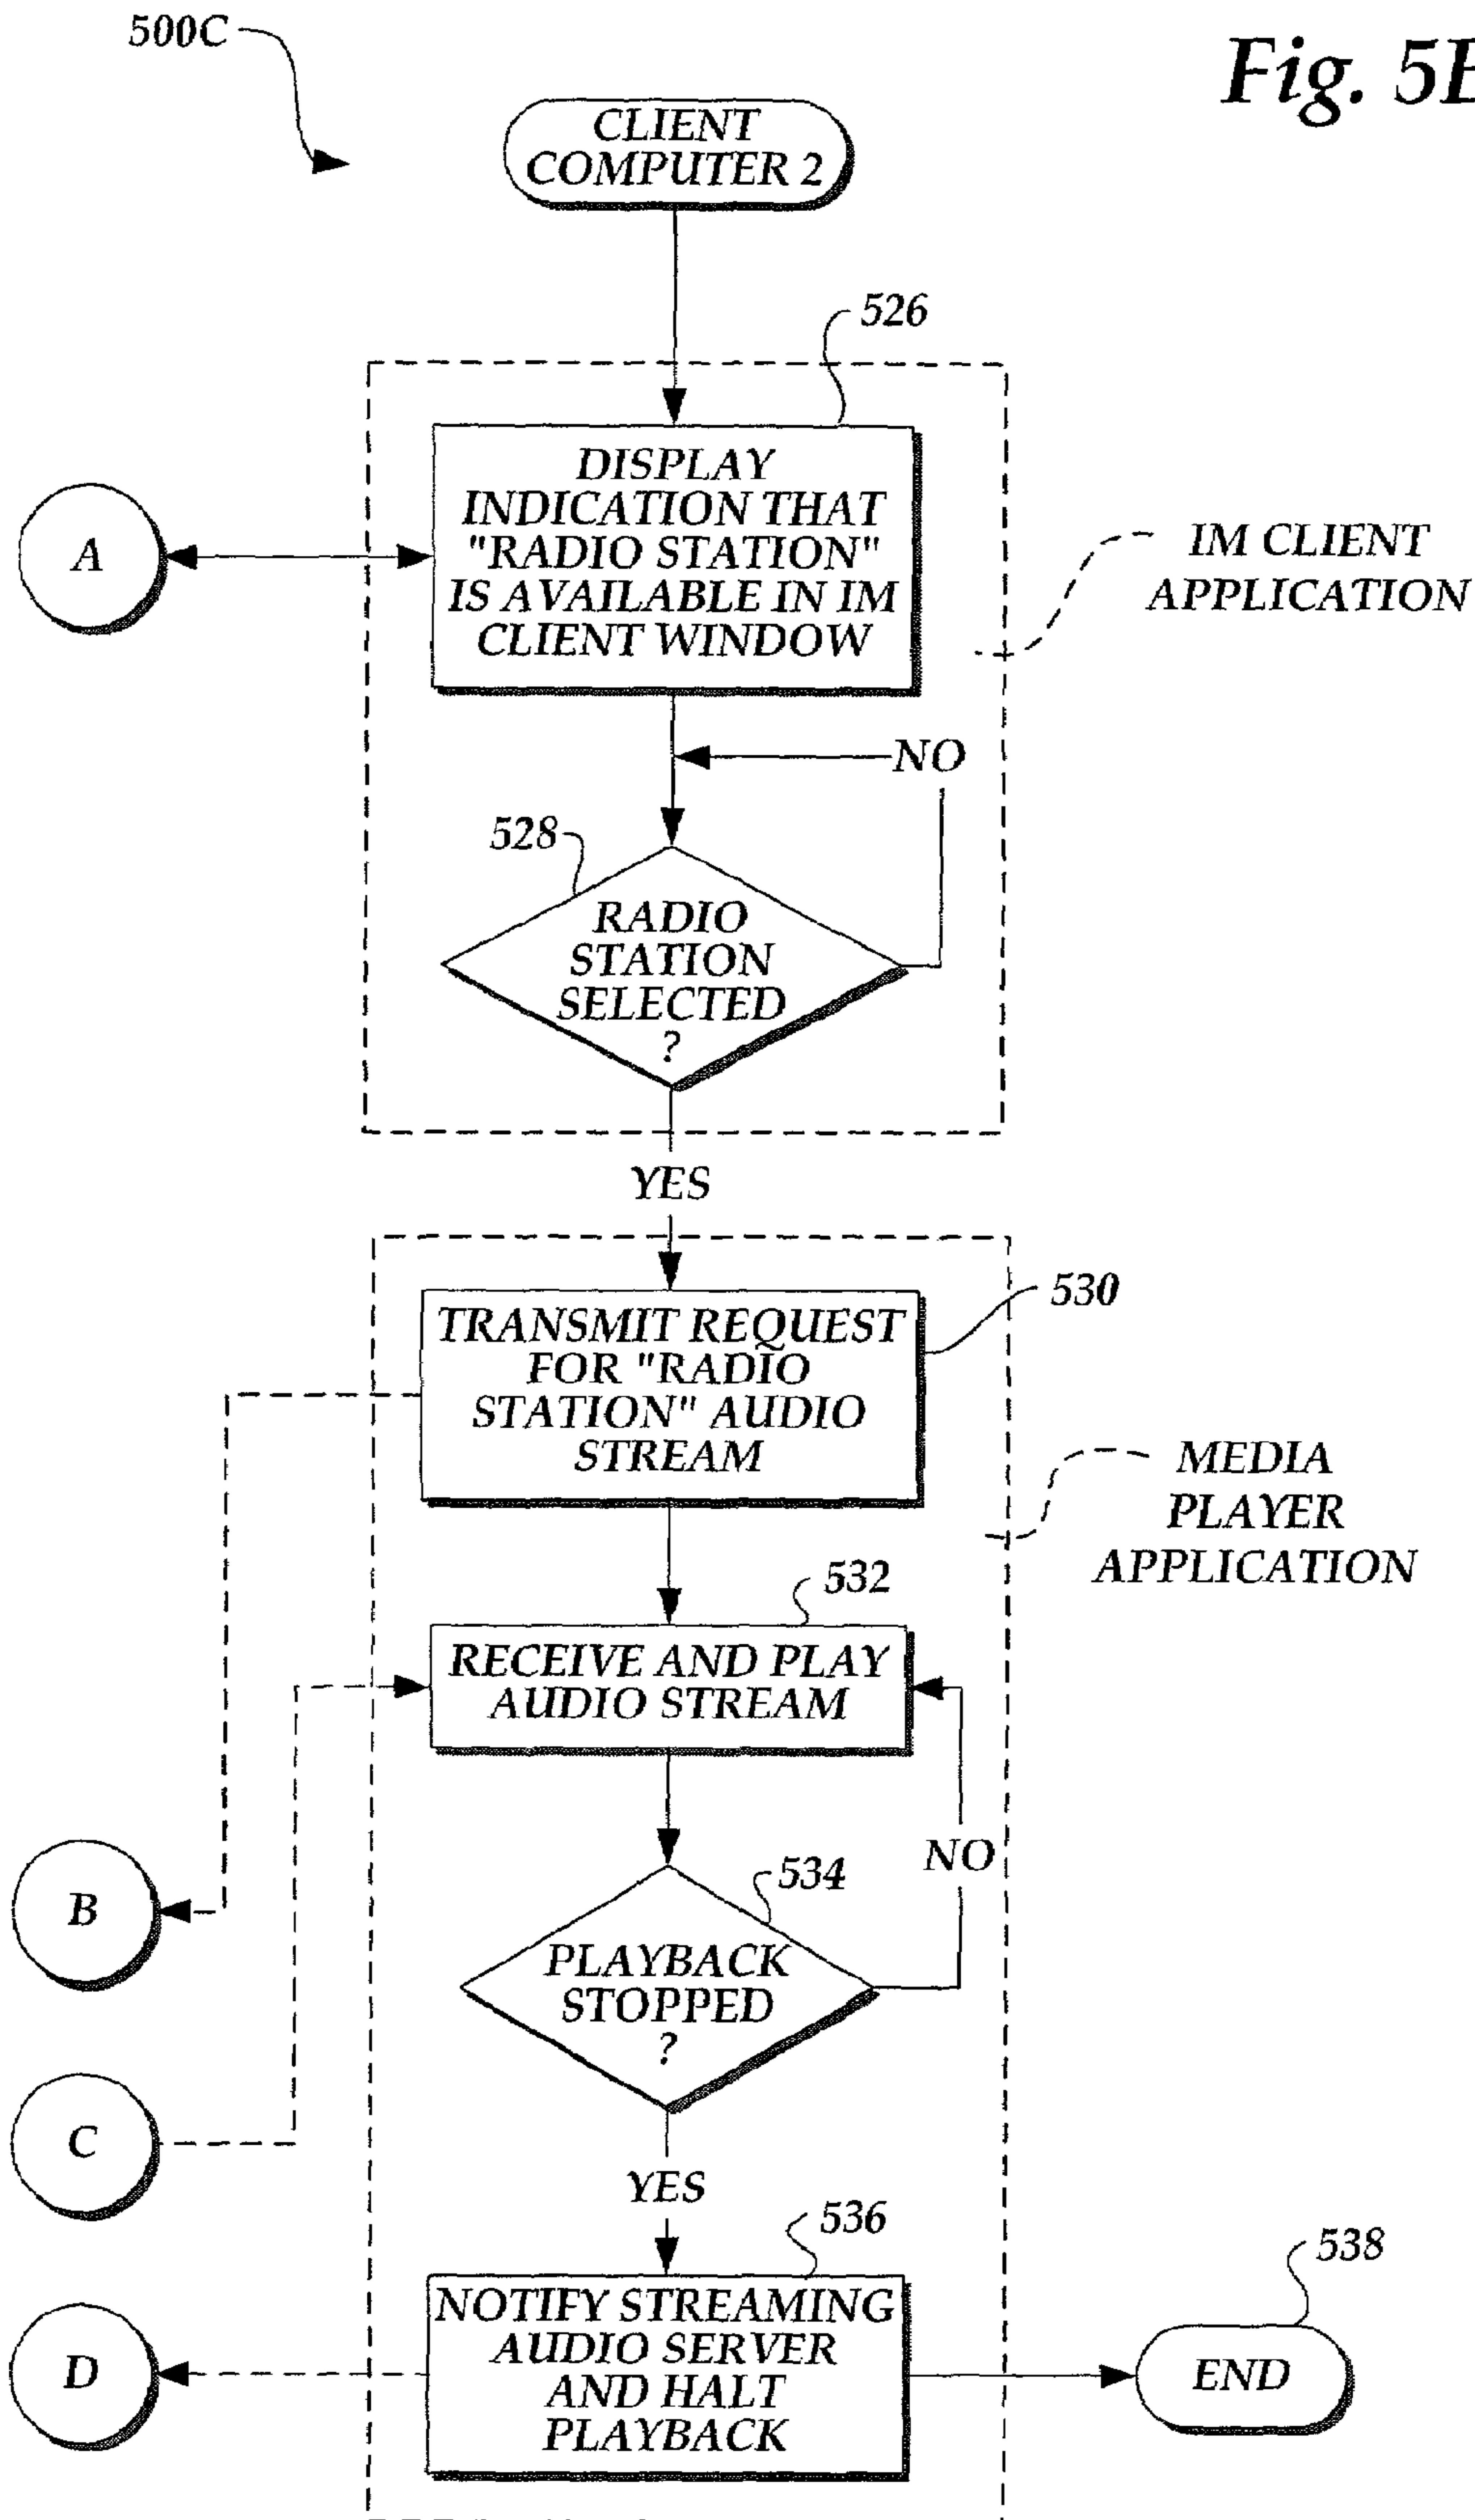 500C
Fig. 5B
CLIENT
COMPUTER 2
526
DISPLAY
INDICATION THAT
"RADIO STATION"
IS AVAILABLE IN IM
CLIENT WINDOW
A
IM CLIENT
APPLICATION
NO
528
RADIO
STATION
SELECTED
?
YES
530
TRANSMIT REQUEST
FOR "RADIO
STATION" AUDIO
STREAM
MEDIA
PLAYER
APPLICATION
532
RECEIVE AND PLAY
AUDIO STREAM
NO
534
B
PLAYBACK
STOPPED
?
C
YES
536
538
NOTIFY STREAMING
AUDIO SERVER
AND HALT
PLAYBACK
D
END